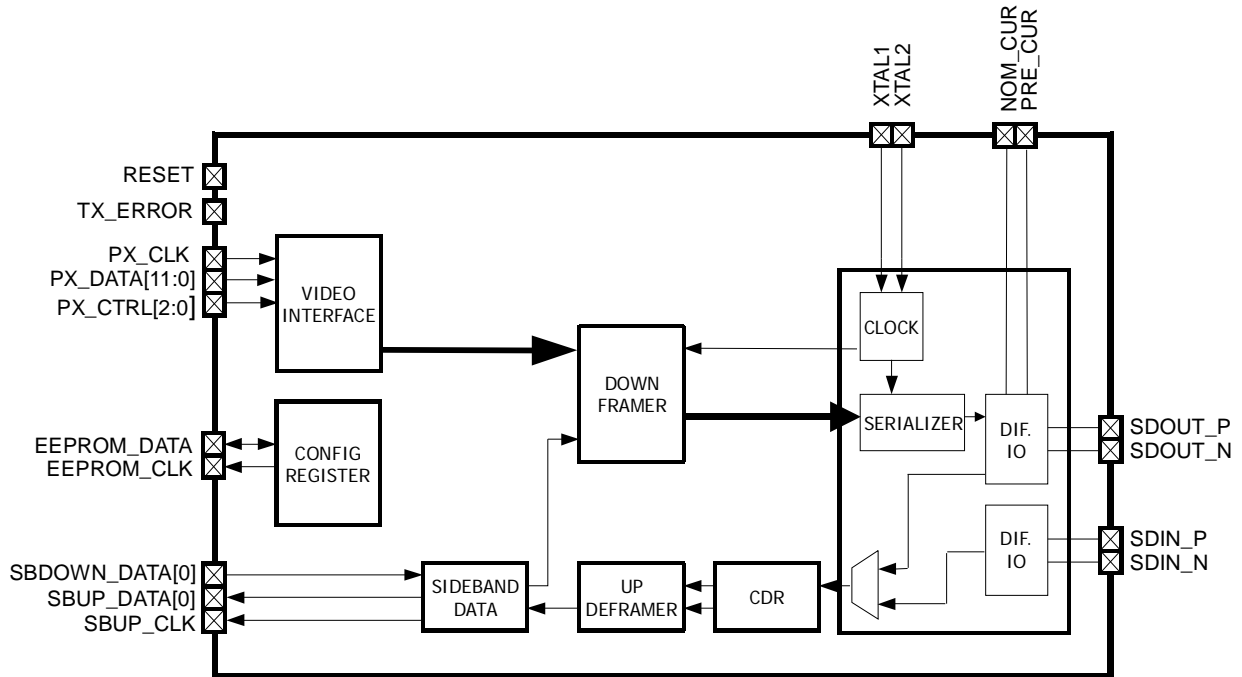 XTAL1
XTAL2
NOM_CUR
PRE_CUR
RESET
TX_ERROR
PX_CLK
PX_DATA[11:0]
PX_CTRL[2:0]
VIDEO
INTERFACE
CLOCK
DOWN
FRAMER
SERIALIZER
DIF.
IO
SDOUT_P
SDOUT_N
EEPROM_DATA
EEPROM_CLK
CONFIG
REGISTER
DIF.
IO
SDIN_P
SDIN_N
SBDOWN_DATA[0]
SBUP_DATA[0]
SBUP_CLK
SIDEBAND
DATA
UP
DEFRAMER
CDR